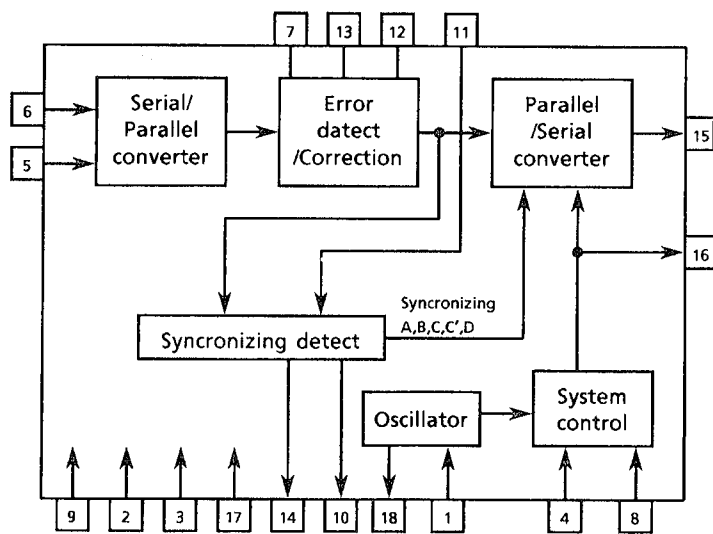 7
13
12
11
6
5
Serial/
Parallel
converter
Error
datect
/Correction
Parallel
/Serial
converter
15
16
Syncronizing
A,B,C,C',D
Syncronizing detect
Oscillator
System
control
9
2
3
17
14
10
18
1
4
8